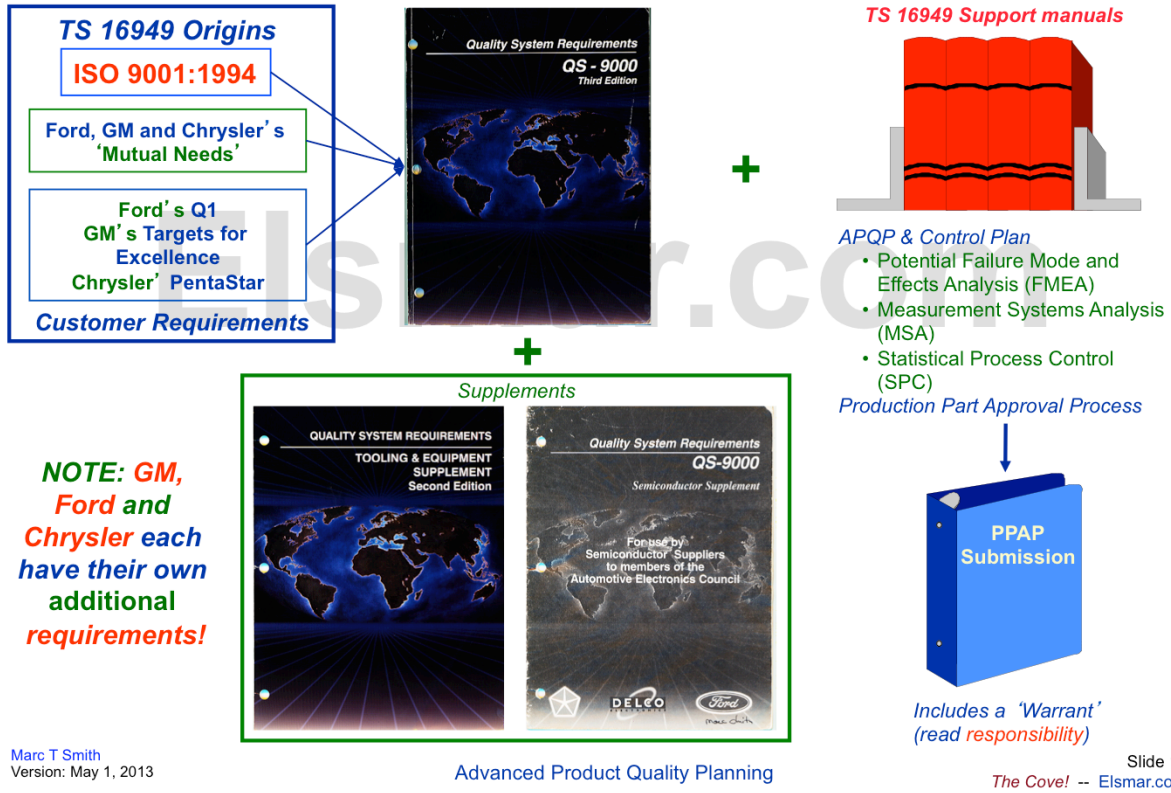 TS 16949 Origins
ISO 9001:1994
Ford, GM and Chrysler's
'Mutual Needs'
Ford's Q1
GM's Targets for
Excellence
Chrysler' PentaStar
Customer Requirements
Quality System Requirements
QS - 9000
Third Edition
+
TS 16949 Support manuals
APQP & Control Plan
• Potential Failure Mode and
Effects Analysis (FMEA)
• Measurement Systems Analysis
(MSA)
• Statistical Process Control
(SPC)
Production Part Approval Process
PPAP
Submission
Includes a 'Warrant'
(read responsibility)
+
Supplements
QUALITY SYSTEM REQUIREMENTS
TOOLING & EQUIPMENT
SUPPLEMENT
Second Edition
Quality System Requirements
QS-9000
Semiconductor Supplement
For use by
Semiconductor Suppliers
to members of the
Automotive Electronics Council
DELCO
ELECTRONICS
Ford
Marc Smith
NOTE: GM,
Ford and
Chrysler each
have their own
additional
requirements!
Elsmar.com
Marc T Smith
Version: May 1, 2013
Advanced Product Quality Planning
Slide
The Cove! -- Elsmar.co